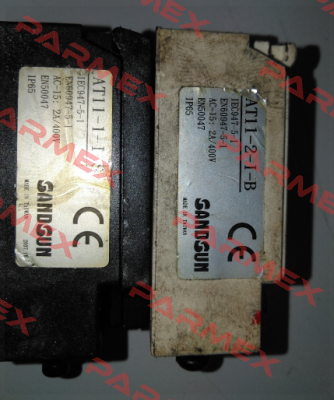 AT11-1-I
IEC947-5-1
EN60947-5-1
AC-15: 2A/400V
EN50047
IP65
CE
SANDSUN
MADE IN TAIWAN
AT11-2-I-B
IEC947-5-1
EN60947-5-1
AC-15: 2A/400V
EN50047
IP65
CE
SANDSUN
MADE IN TAIWAN
PARMEX
PARMEX
PARMEX
PARMEX
PARMEX